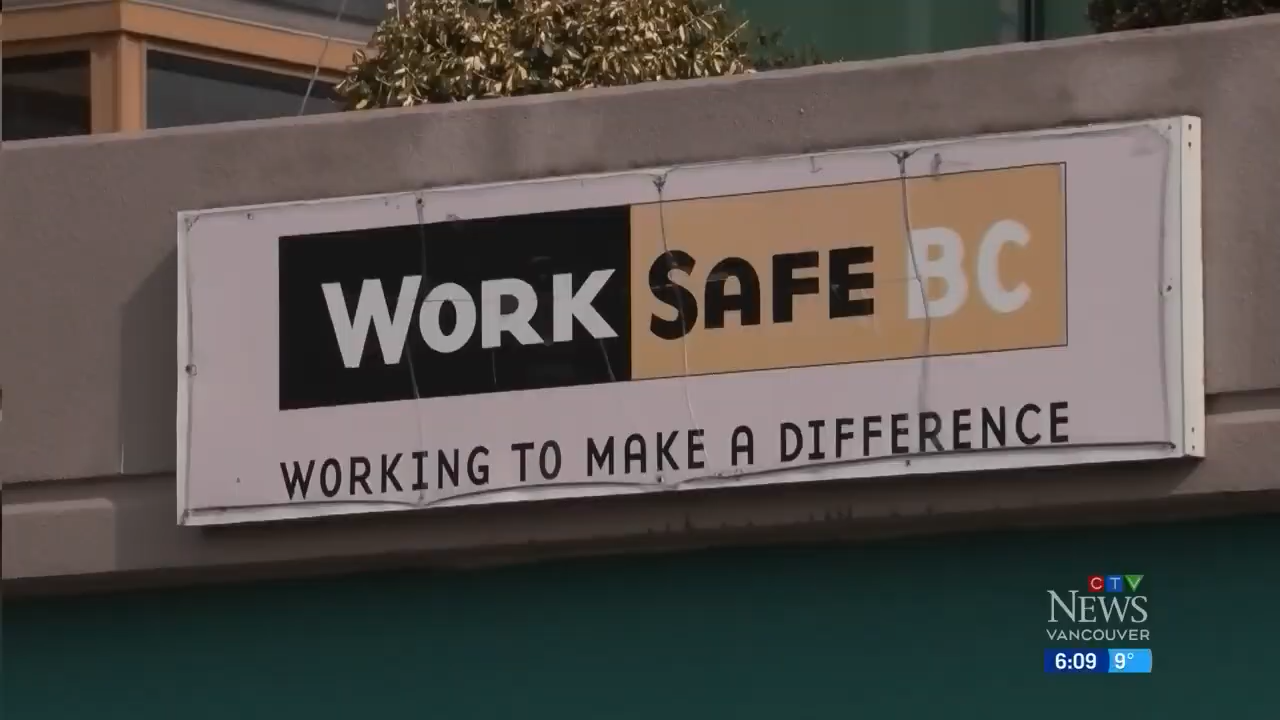 WORK SAFE BC
WORKING TO MAKE A DIFFERENCE
CTV
NEWS
VANCOUVER
6:09 9°